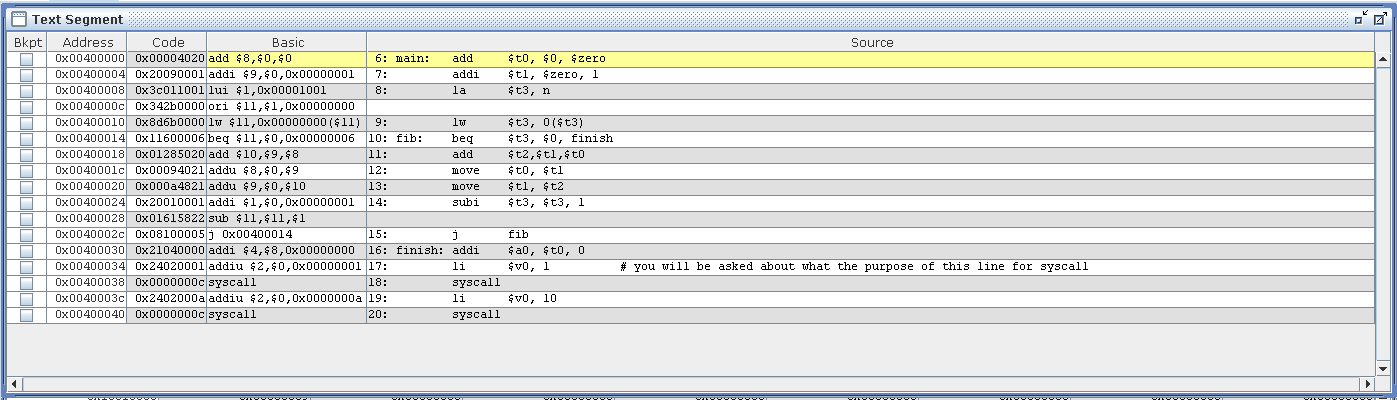 Text Segment
Bkpt Address Code Basic Source
0x00400000 0x00004020 add $8,$0,$0 6: main: add $t0, $0, $zero
0x00400004 0x20090001 addi $9,$0,0x00000001 7: addi $t1, $zero, 1
0x00400008 0x3c011001 lui $1,0x00001001 8: la $t3, n
0x0040000c 0x342b0000 ori $11,$1,0x00000000
0x00400010 0x8d6b0000 lw $11,0x00000000($11) 9: lw $t3, 0($t3)
0x00400014 0x11600006 beq $11,$0,0x00000006 10: fib: beq $t3, $0, finish
0x00400018 0x01285020 add $10,$9,$8 11: add $t2,$t1,$t0
0x0040001c 0x00094021 addu $8,$0,$9 12: move $t0, $t1
0x00400020 0x000a4821 addu $9,$0,$10 13: move $t1, $t2
0x00400024 0x20010001 addi $1,$0,0x00000001 14: subi $t3, $t3, 1
0x00400028 0x01615822 sub $11,$11,$1
0x0040002c 0x08100005 j 0x00400014 15: j fib
0x00400030 0x21040000 addi $4,$8,0x00000000 16: finish: addi $a0, $t0, 0
0x00400034 0x24020001 addiu $2,$0,0x00000001 17: li $v0, 1 # you will be asked about what the purpose of this line for syscall
0x00400038 0x0000000c syscall 18: syscall
0x0040003c 0x2402000a addiu $2,$0,0x0000000a 19: li $v0, 10
0x00400040 0x0000000c syscall 20: syscall